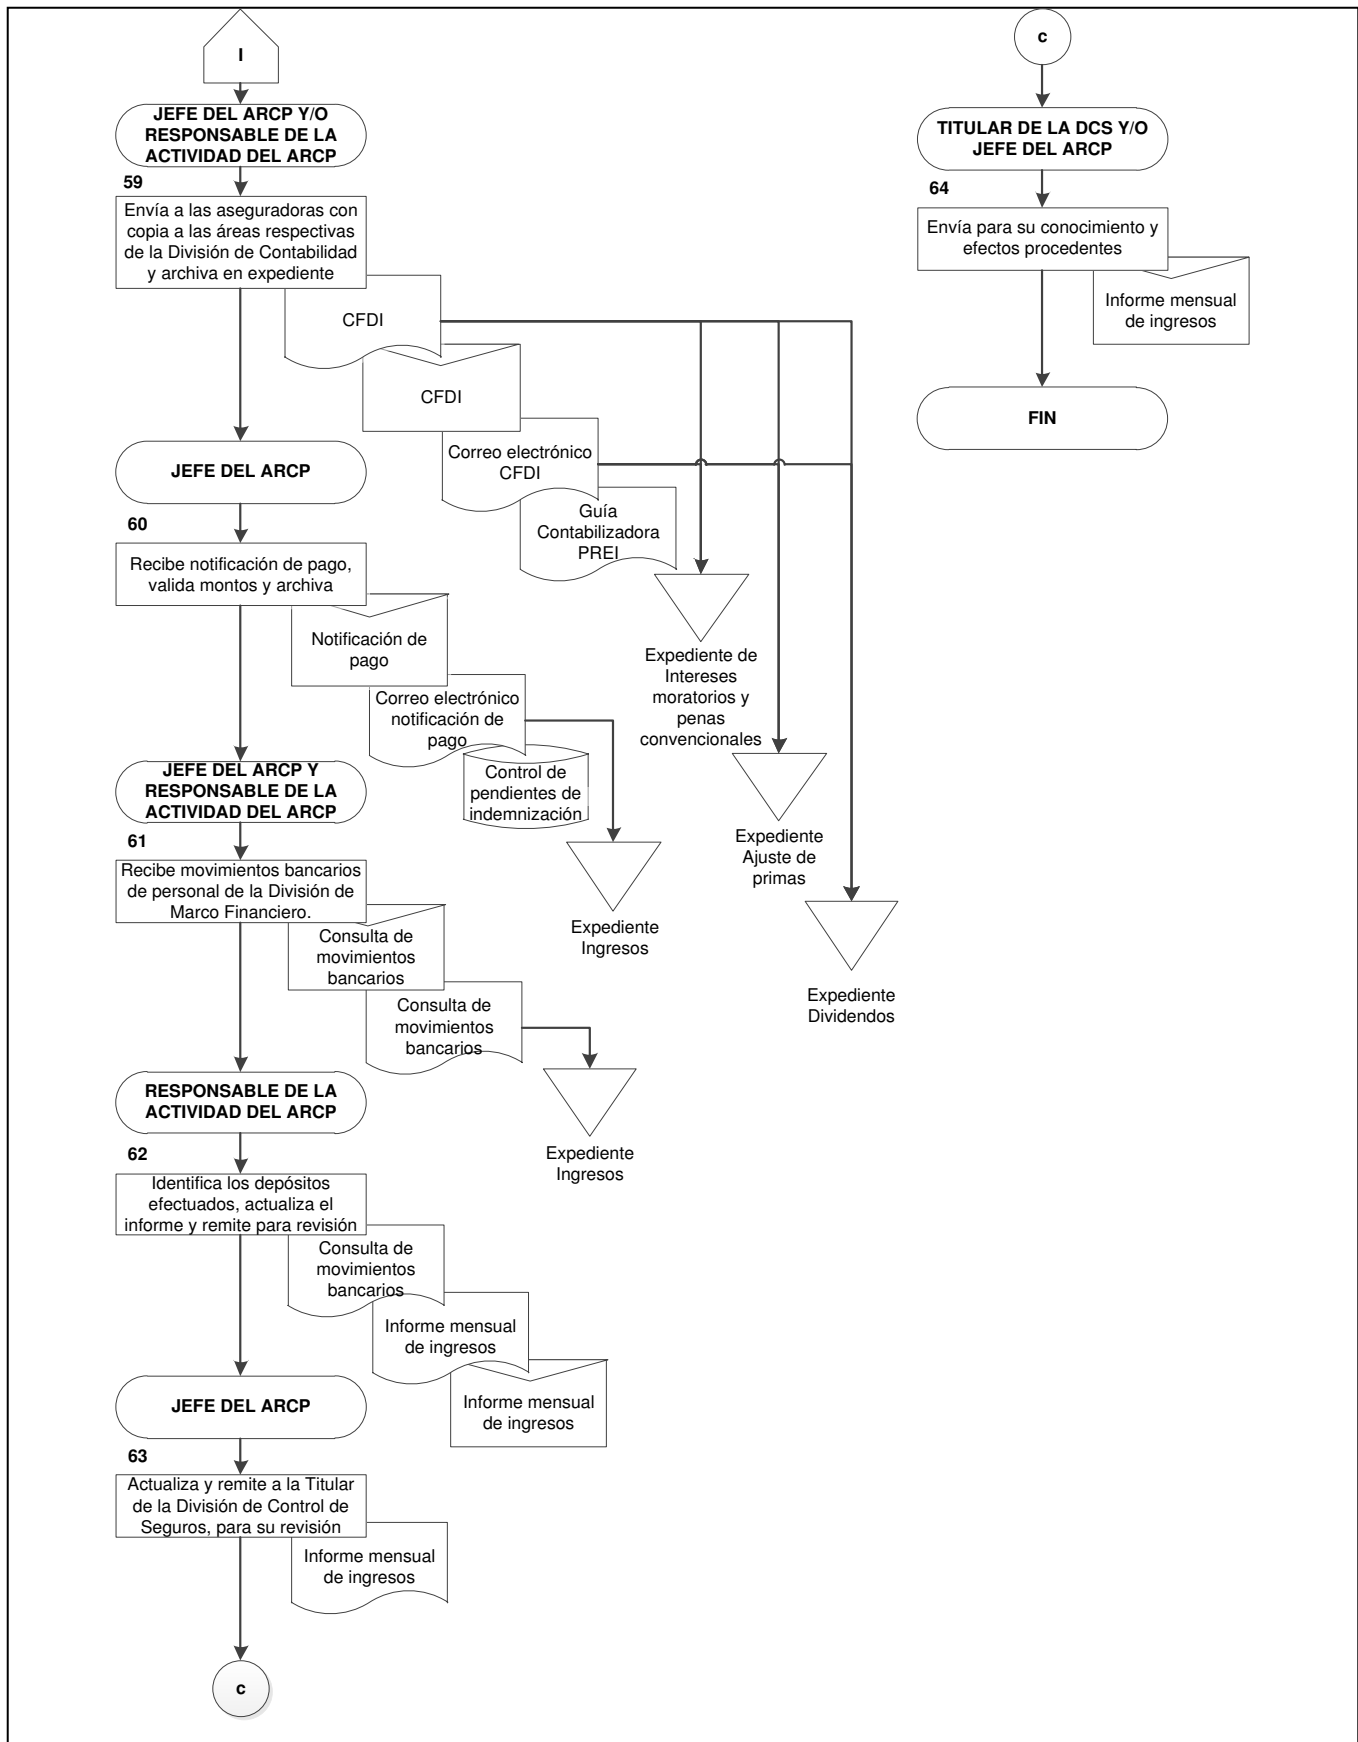 I
JEFE DEL ARCP Y/O
RESPONSABLE DE LA
ACTIVIDAD DEL ARCP
59
Envía a las aseguradoras con
copia a las áreas respectivas
de la División de Contabilidad
y archiva en expediente
CFDI
CFDI
Correo electrónico
CFDI
Guía
Contabilizadora
PREI
JEFE DEL ARCP
60
Recibe notificación de pago,
valida montos y archiva
Notificación de
pago
Correo electrónico
notificación de
pago
Control de
pendientes de
indemnización
Expediente de
Intereses
moratorios y
penas
convencionales
Expediente
Ajuste de
primas
Expediente
Dividendos
Expediente
Ingresos
JEFE DEL ARCP Y
RESPONSABLE DE LA
ACTIVIDAD DEL ARCP
61
Recibe movimientos bancarios
de personal de la División de
Marco Financiero.
Consulta de
movimientos
bancarios
Consulta de
movimientos
bancarios
Expediente
Ingresos
RESPONSABLE DE LA
ACTIVIDAD DEL ARCP
62
Identifica los depósitos
efectuados, actualiza el
informe y remite para revisión
Consulta de
movimientos
bancarios
Informe mensual
de ingresos
Informe mensual
de ingresos
JEFE DEL ARCP
63
Actualiza y remite a la Titular
de la División de Control de
Seguros, para su revisión
Informe mensual
de ingresos
c
c
TITULAR DE LA DCS Y/O
JEFE DEL ARCP
64
Envía para su conocimiento y
efectos procedentes
Informe mensual
de ingresos
FIN